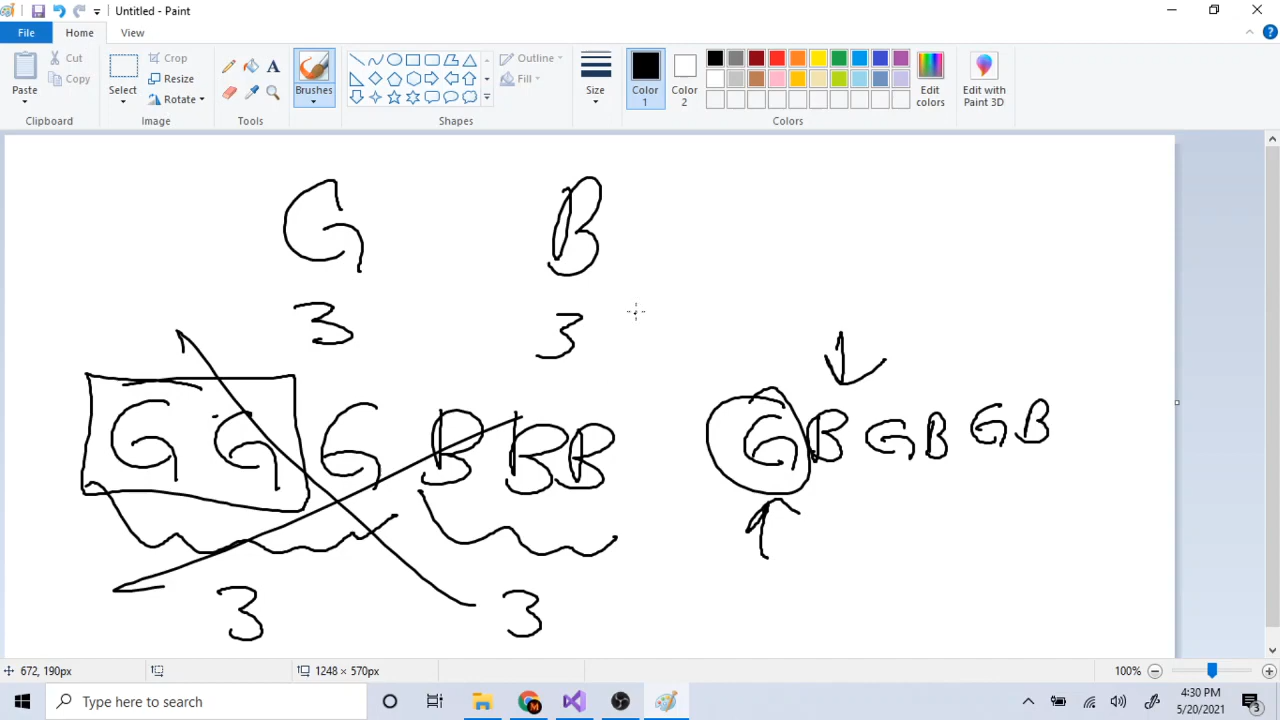 Untitled - Paint
File Home View
Paste
Cut
Copy
Clipboard
Select
Crop
Resize
Rotate
Image
Tools
Brushes
Shapes
Outline
Fill
Size
Color 1
Color 2
Colors
Edit colors
Edit with Paint 3D
G B
3 3
G G G B B B
G B G B G B
3 3
672, 190px
1248 × 570px
100%
Type here to search
M
4:30 PM
5/20/2021
3